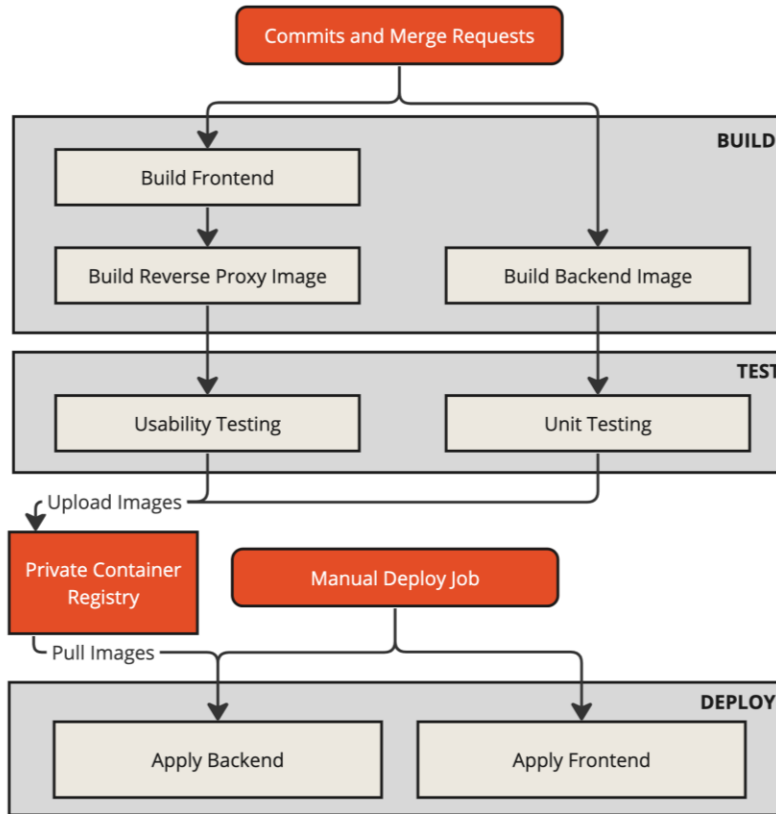 Commits and Merge Requests
BUILD
Build Frontend
Build Reverse Proxy Image
Build Backend Image
TEST
Usability Testing
Unit Testing
Upload Images
Private Container
Registry
Manual Deploy Job
Pull Images
DEPLOY
Apply Backend
Apply Frontend